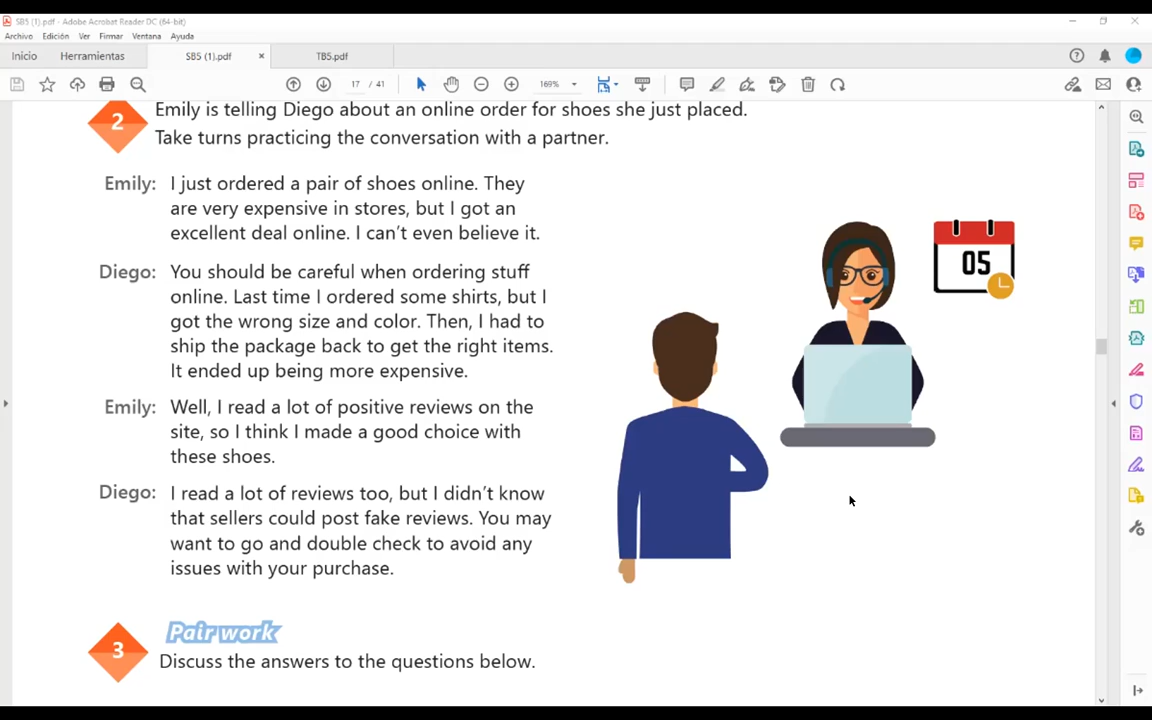 SB5 (1).pdf - Adobe Acrobat Reader DC (64-bit)
Archivo Edición Ver Firmar Ventana Ayuda
Inicio Herramientas SB5 (1).pdf × TB5.pdf
17 / 41 169%
2
Emily is telling Diego about an online order for shoes she just placed.
Take turns practicing the conversation with a partner.
Emily: I just ordered a pair of shoes online. They
are very expensive in stores, but I got an
excellent deal online. I can't even believe it.
Diego: You should be careful when ordering stuff
online. Last time I ordered some shirts, but I
got the wrong size and color. Then, I had to
ship the package back to get the right items.
It ended up being more expensive.
Emily: Well, I read a lot of positive reviews on the
site, so I think I made a good choice with
these shoes.
Diego: I read a lot of reviews too, but I didn't know
that sellers could post fake reviews. You may
want to go and double check to avoid any
issues with your purchase.
05
3
Pair work
Discuss the answers to the questions below.